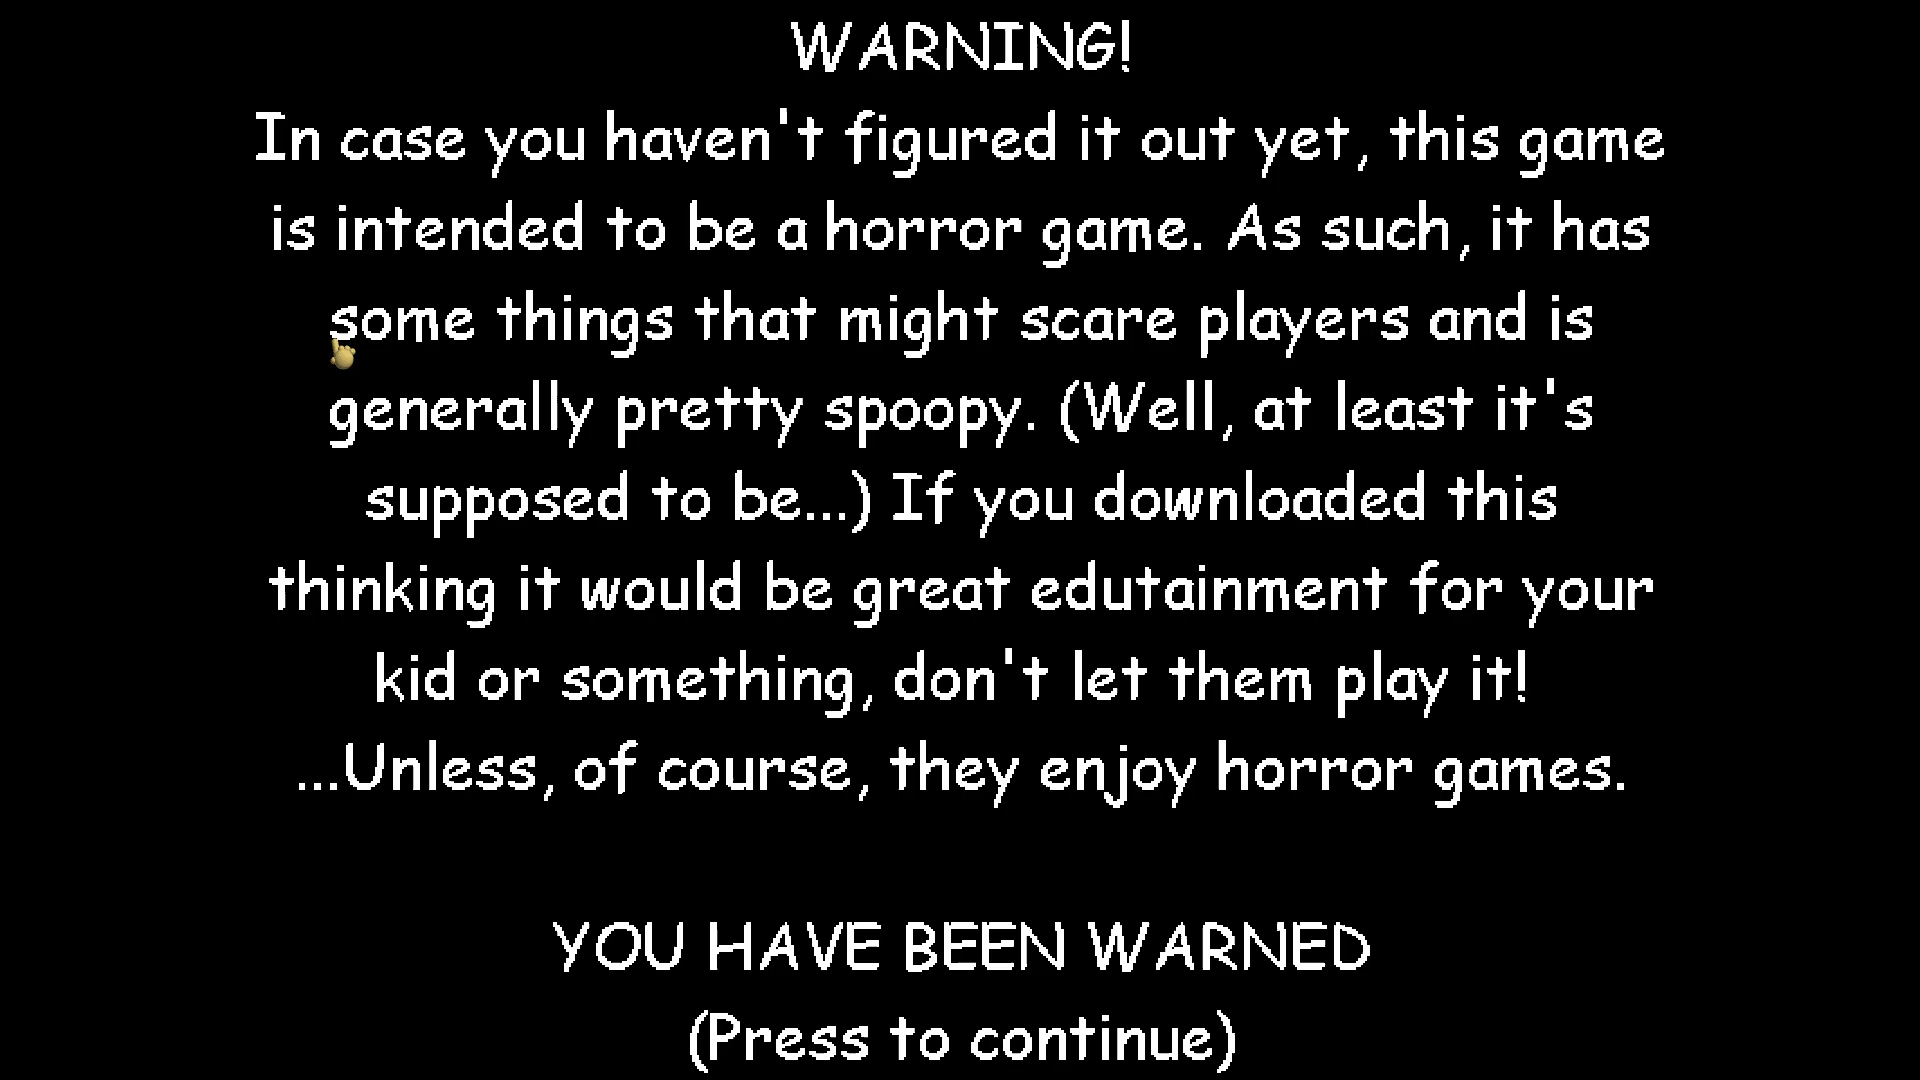 WARNING!
In case you haven't figured it out yet, this game
is intended to be a horror game. As such, it has
some things that might scare players and is
generally pretty spoopy. (Well, at least it's
supposed to be...) If you downloaded this
thinking it would be great edutainment for your
kid or something, don't let them play it!
...Unless, of course, they enjoy horror games.
YOU HAVE BEEN WARNED
(Press to continue)